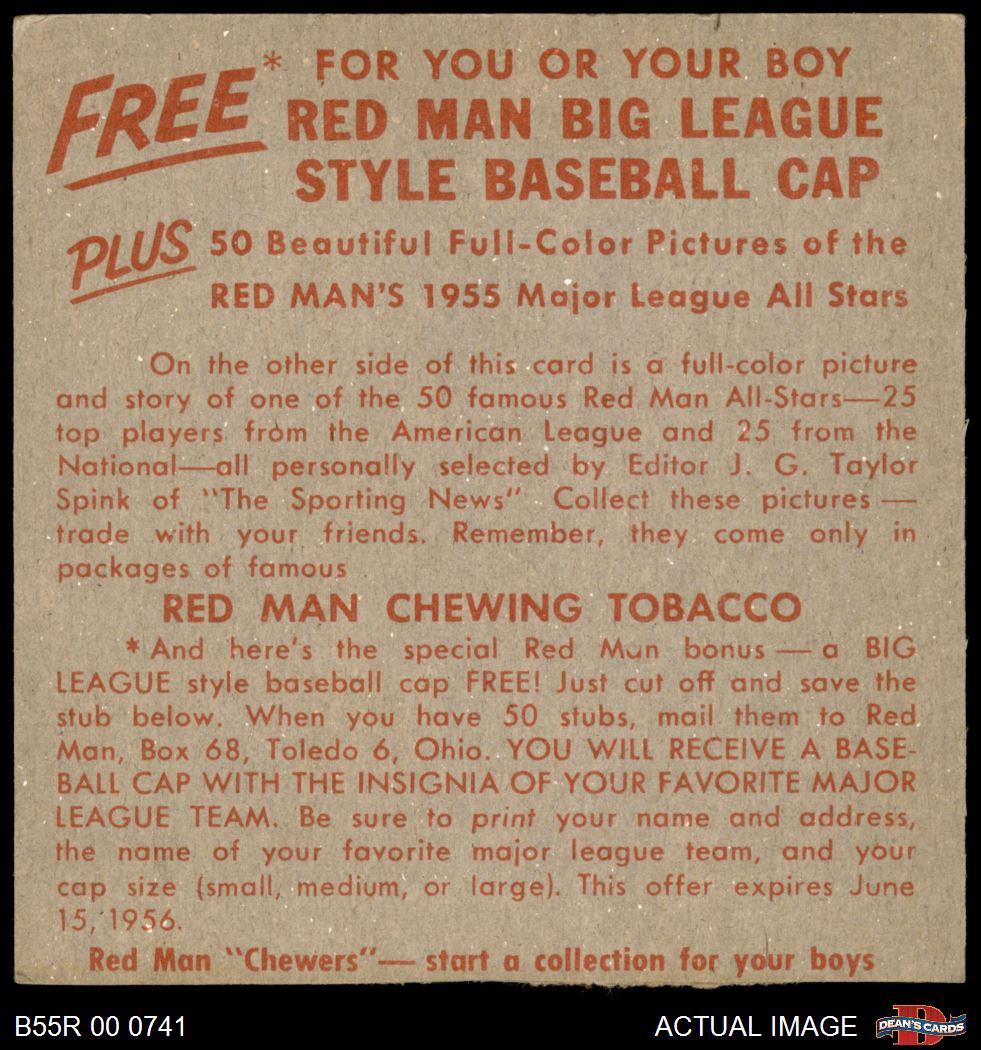 FREE* FOR YOU OR YOUR BOY
RED MAN BIG LEAGUE
STYLE BASEBALL CAP
PLUS 50 Beautiful Full-Color Pictures of the
RED MAN'S 1955 Major League All Stars
On the other side of this card is a full-color picture
and story of one of the 50 famous Red Man All-Stars—25
top players from the American League and 25 from the
National—all personally selected by Editor J. G. Taylor
Spink of "The Sporting News" Collect these pictures —
trade with your friends. Remember, they come only in
packages of famous
RED MAN CHEWING TOBACCO
* And here's the special Red Man bonus — a BIG
LEAGUE style baseball cap FREE! Just cut off and save the
stub below. When you have 50 stubs, mail them to Red
Man, Box 68, Toledo 6, Ohio. YOU WILL RECEIVE A BASE-
BALL CAP WITH THE INSIGNIA OF YOUR FAVORITE MAJOR
LEAGUE TEAM. Be sure to print your name and address,
the name of your favorite major league team, and your
cap size (small, medium, or large). This offer expires June
15, 1956.
Red Man "Chewers"— start a collection for your boys
B55R 00 0741
ACTUAL IMAGE
DEAN'S CARDS